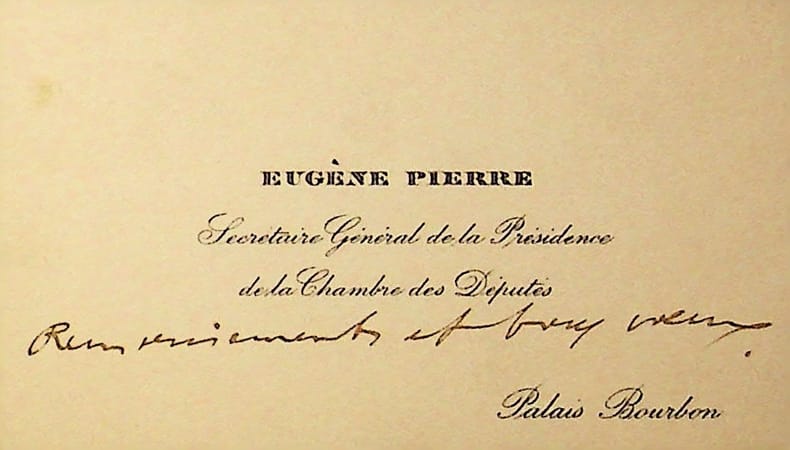 EUGÈNE PIERRE
Secrétaire Général de la Présidence
de la Chambre des Députés
Remerciements et bons vœux.
Palais Bourbon